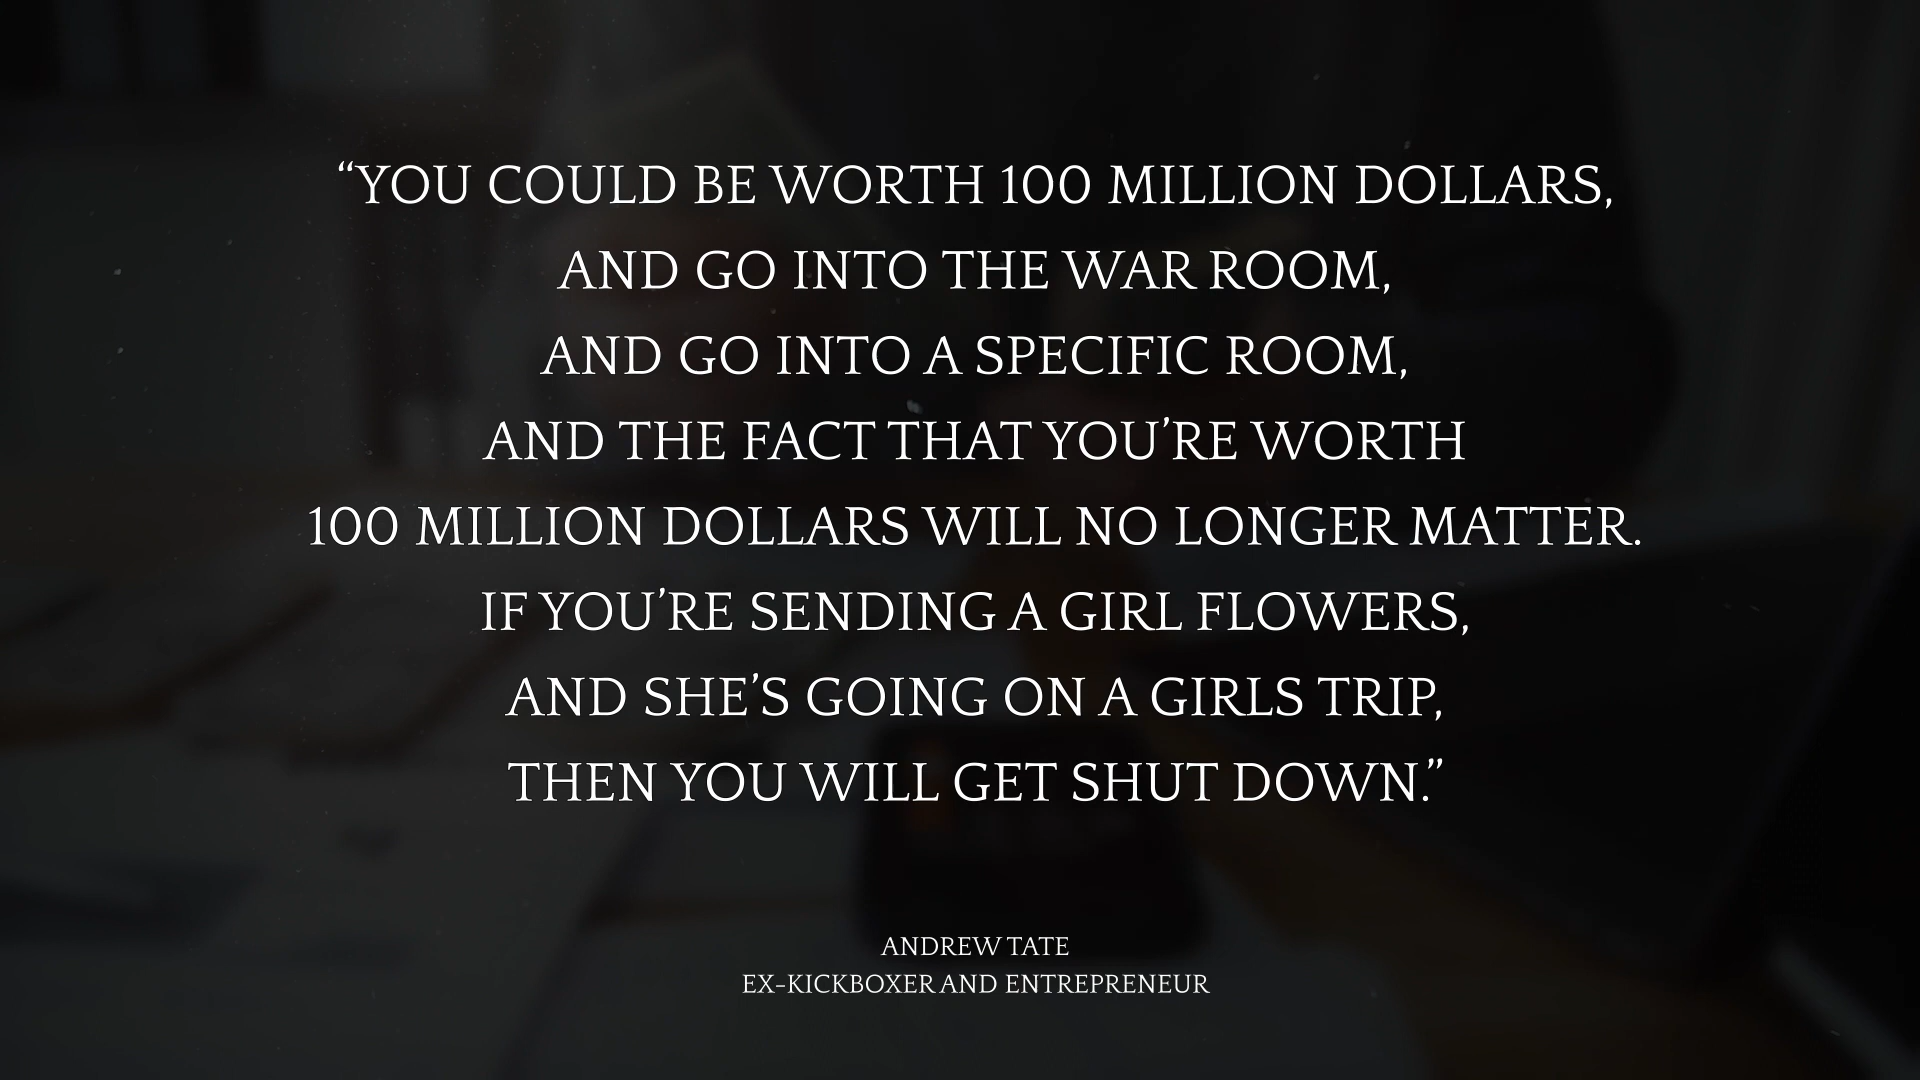 “YOU COULD BE WORTH 100 MILLION DOLLARS,
AND GO INTO THE WAR ROOM,
AND GO INTO A SPECIFIC ROOM,
AND THE FACT THAT YOU’RE WORTH
100 MILLION DOLLARS WILL NO LONGER MATTER.
IF YOU’RE SENDING A GIRL FLOWERS,
AND SHE’S GOING ON A GIRLS TRIP,
THEN YOU WILL GET SHUT DOWN.”
ANDREW TATE
EX-KICKBOXER AND ENTREPRENEUR